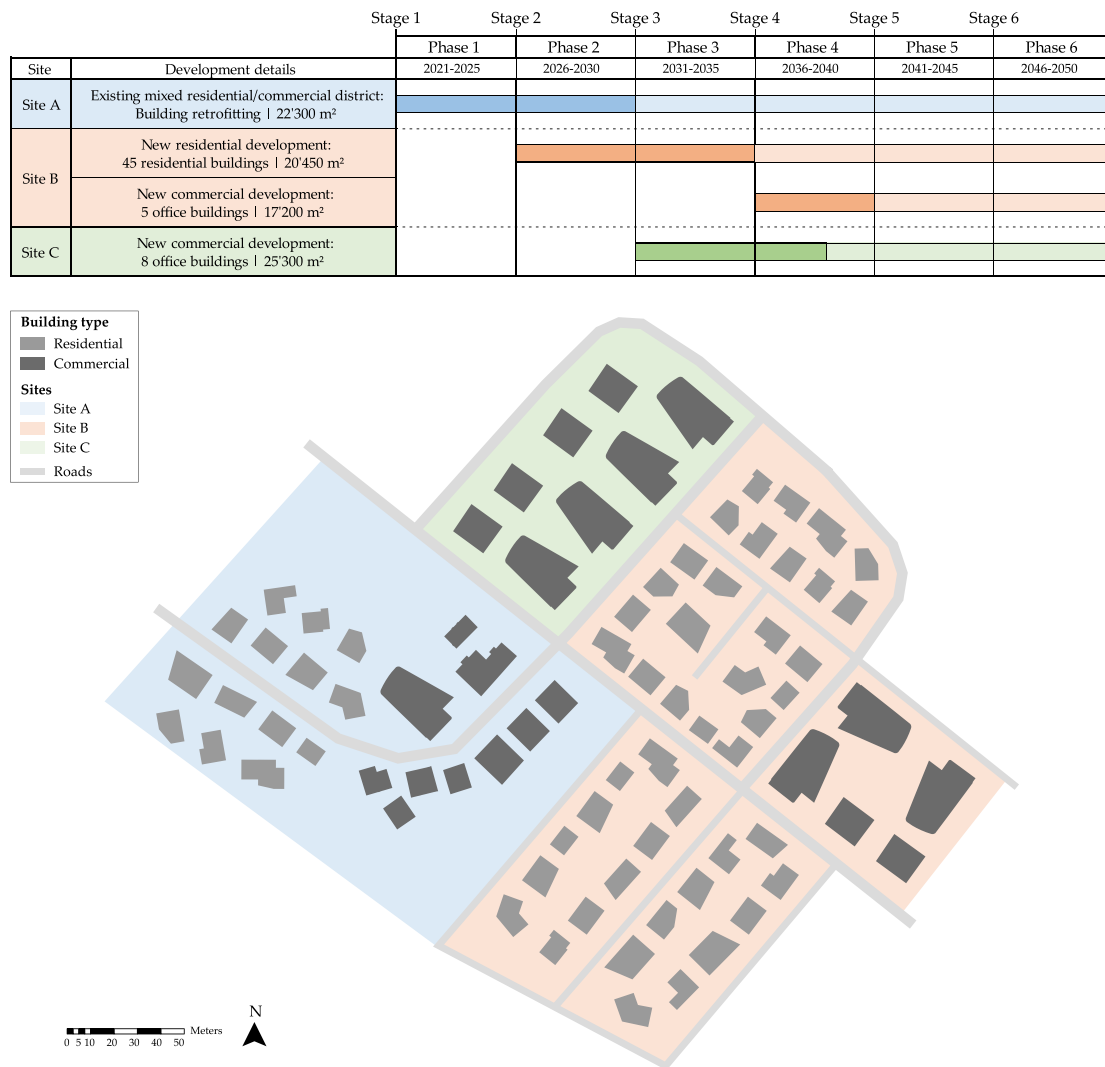 Stage 1 Stage 2 Stage 3 Stage 4 Stage 5 Stage 6
Phase 1 Phase 2 Phase 3 Phase 4 Phase 5 Phase 6
Site Development details 2021-2025 2026-2030 2031-2035 2036-2040 2041-2045 2046-2050
Site A
Existing mixed residential/commercial district:
Building retrofitting | 22'300 m²
Site B
New residential development:
45 residential buildings | 20'450 m²
New commercial development:
5 office buildings | 17'200 m²
Site C
New commercial development:
8 office buildings | 25'300 m²
Building type
Residential
Commercial
Sites
Site A
Site B
Site C
Roads
N
Meters
0 5 10 20 30 40 50